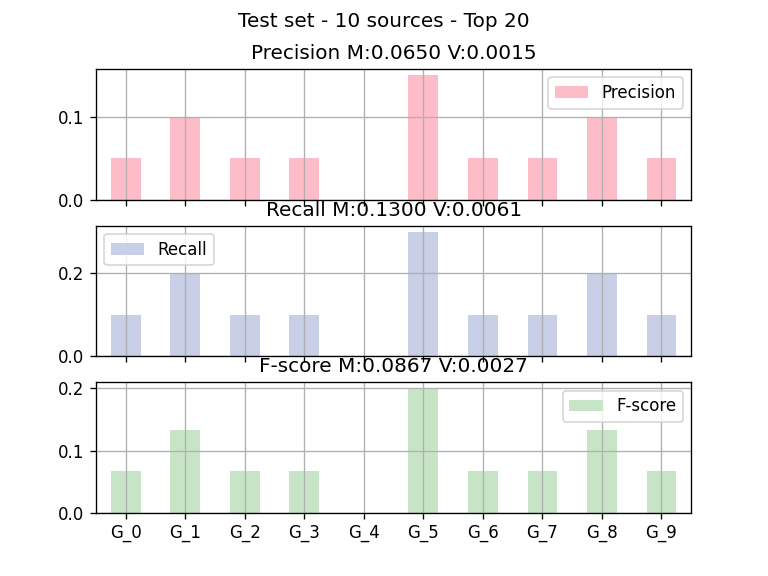 Test set - 10 sources - Top 20
Precision M:0.0650 V:0.0015
Precision
0.1
0.0
Recall M:0.1300 V:0.0061
Recall
0.2
0.0
F-score M:0.0867 V:0.0027
F-score
0.2
0.1
0.0
G_0 G_1 G_2 G_3 G_4 G_5 G_6 G_7 G_8 G_9